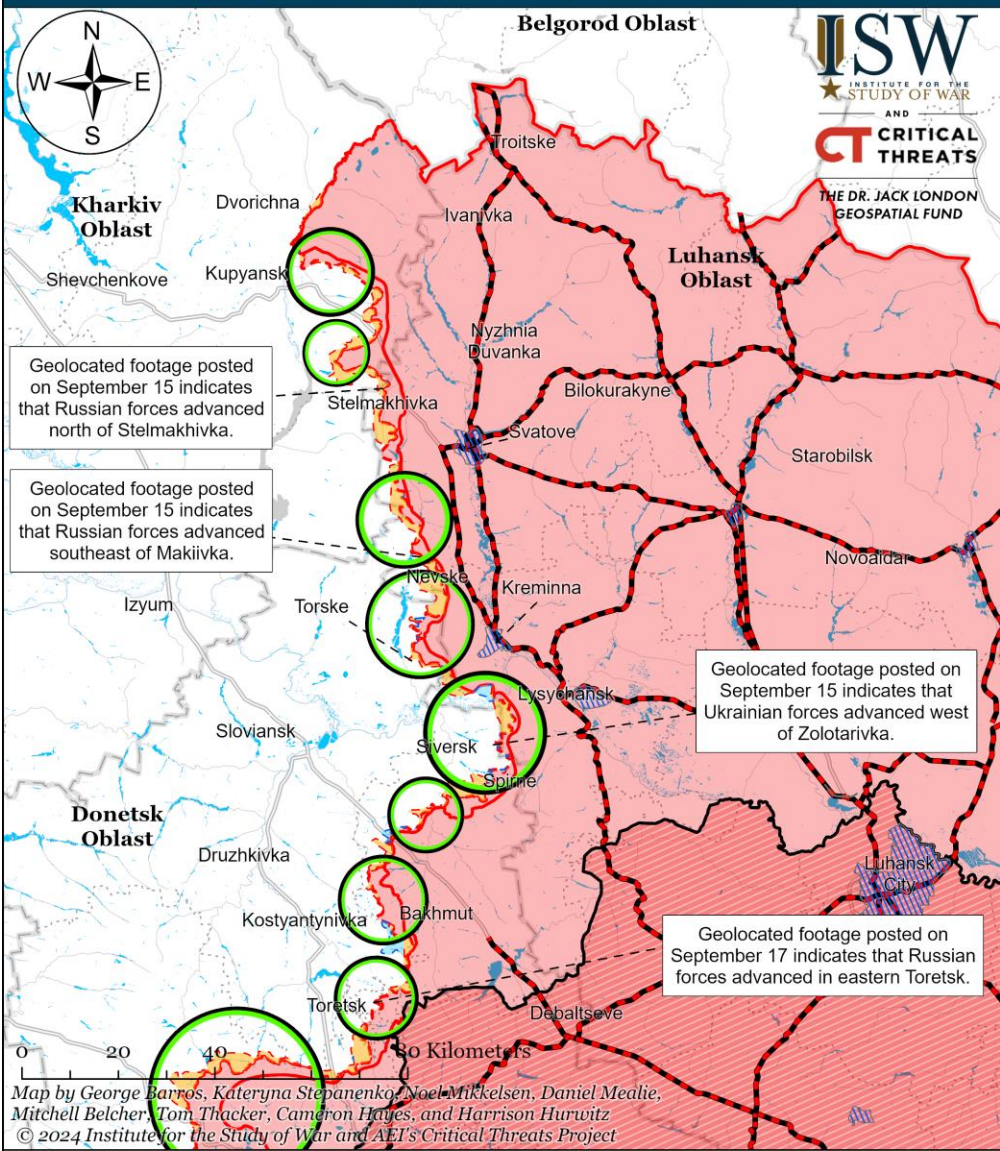 Belgorod Oblast
N
W E
S
ISW
INSTITUTE FOR THE
STUDY OF WAR
AND
CT CRITICAL
THREATS
THE DR. JACK LONDON
GEOSPATIAL FUND
Troitske
Dvorichna
Kharkiv
Oblast
Ivanivka
Luhansk
Oblast
Shevchenkove
Kupyansk
Nyzhnia
Duvanka
Geolocated footage posted
on September 15 indicates
that Russian forces advanced
north of Stelmakhivka.
Stelmakhivka
Bilokurakyne
Svatove
Starobilsk
Geolocated footage posted
on September 15 indicates
that Russian forces advanced
southeast of Makiivka.
Novoaidar
Nevske
Kreminna
Izyum
Torske
Geolocated footage posted on
September 15 indicates that
Ukrainian forces advanced west
of Zolotarivka.
Lysychansk
Sloviansk
Siversk
Spirne
Donetsk
Oblast
Druzhkivka
Luhansk
City
Kostyantynivka
Bakhmut
Geolocated footage posted on
September 17 indicates that Russian
forces advanced in eastern Toretsk.
Toretsk
Debaltseve
0 20 40 80 Kilometers
Map by George Barros, Kateryna Stepanenko, Noel Mikkelsen, Daniel Mealie,
Mitchell Belcher, Tom Thacker, Cameron Hayes, and Harrison Hurwitz
© 2024 Institute for the Study of War and AEI's Critical Threats Project